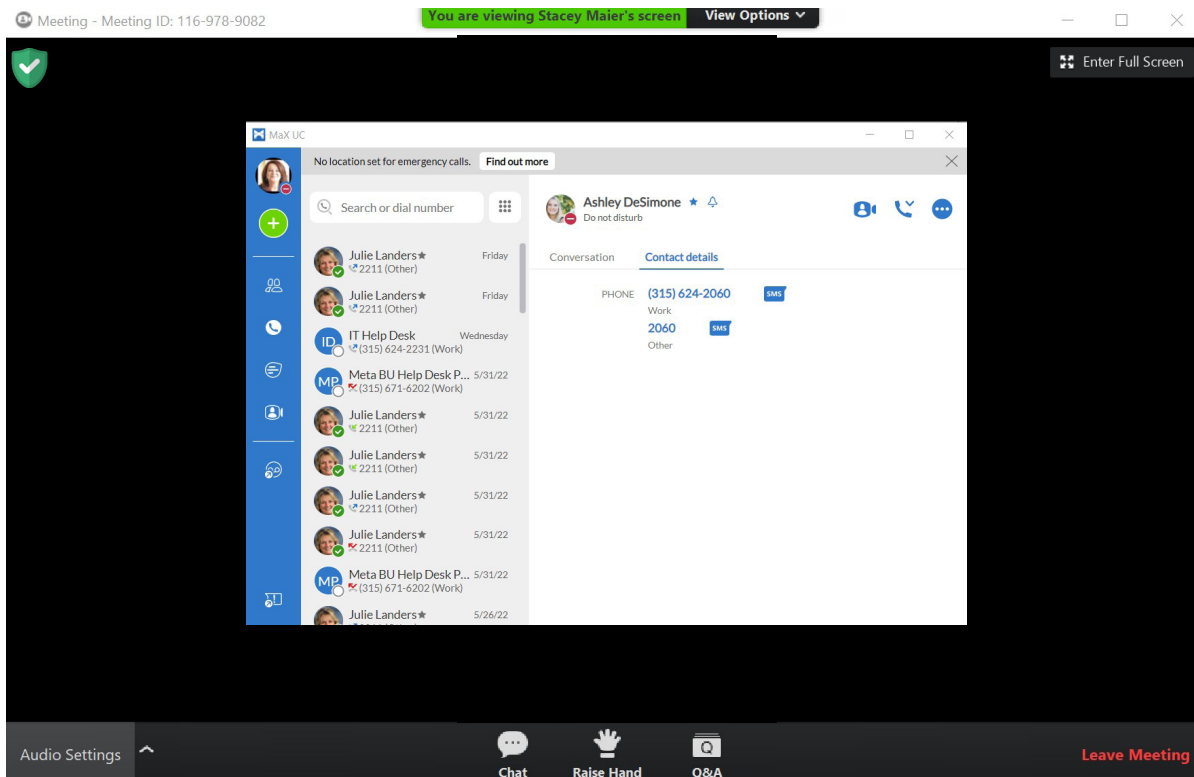 Meeting - Meeting ID: 116-978-9082
You are viewing Stacey Maier's screen View Options
Enter Full Screen
MaX UC
No location set for emergency calls. Find out more
Search or dial number
Julie Landers★ Friday
2211 (Other)
Julie Landers★ Friday
2211 (Other)
ID IT Help Desk Wednesday
(315) 624-2231 (Work)
MP Meta BU Help Desk P... 5/31/22
(315) 671-6202 (Work)
Julie Landers★ 5/31/22
2211 (Other)
Julie Landers★ 5/31/22
2211 (Other)
Julie Landers★ 5/31/22
2211 (Other)
Julie Landers★ 5/31/22
2211 (Other)
MP Meta BU Help Desk P... 5/31/22
(315) 671-6202 (Work)
Julie Landers★ 5/26/22
Ashley DeSimone ★
Do not disturb
Conversation Contact details
PHONE (315) 624-2060 SMS
Work
2060 SMS
Other
Audio Settings
Chat Raise Hand Q&A
Leave Meeting